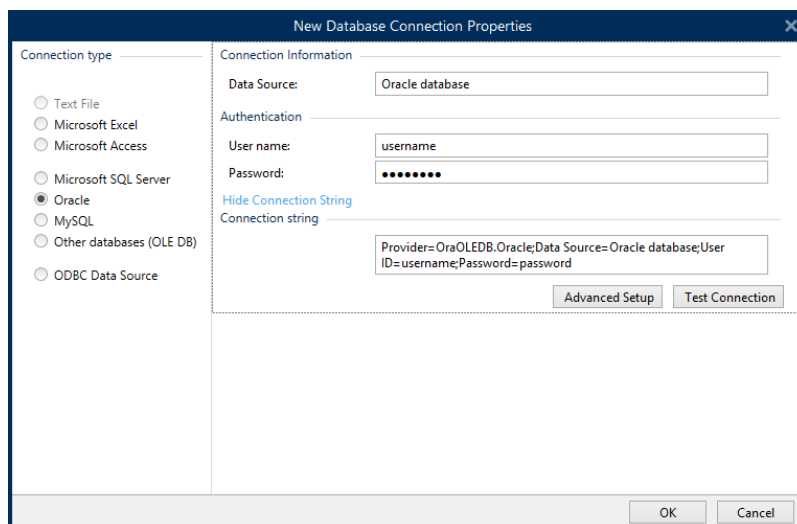 New Database Connection Properties
Connection type
Text File
Microsoft Excel
Microsoft Access
Microsoft SQL Server
Oracle
MySQL
Other databases (OLE DB)
ODBC Data Source
Connection Information
Data Source:
Oracle database
Authentication
User name:
username
Password:
••••••••
Hide Connection String
Connection string
Provider=OraOLEDB.Oracle;Data Source=Oracle database;User
ID=username;Password=password
Advanced Setup
Test Connection
OK
Cancel